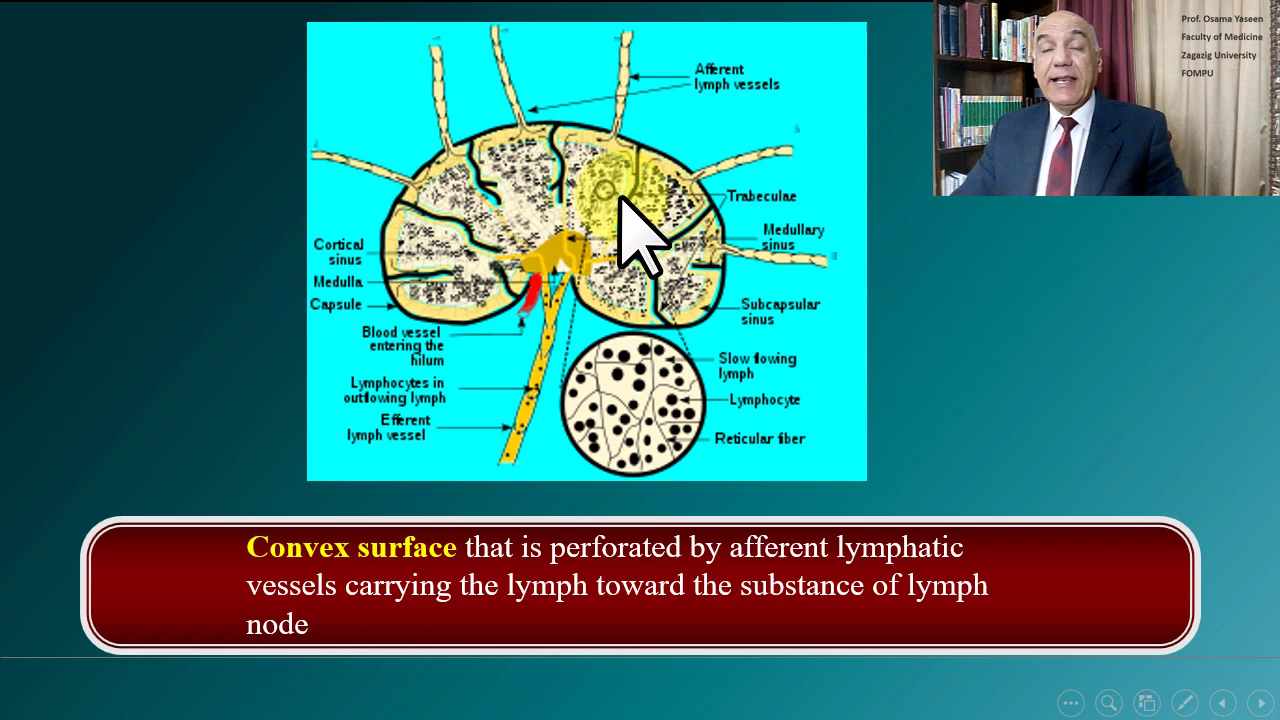 Prof. Osama Yaseen
Faculty of Medicine
Zagazig University
FOMPU
Afferent
lymph vessels
Trabeculae
Medullary
sinus
Cortical
sinus
Medulla
Capsule
Subcapsular
sinus
Blood vessel
entering the
hilum
Slow flowing
lymph
Lymphocytes in
outflowing lymph
Lymphocyte
Efferent
lymph vessel
Reticular fiber
Convex surface that is perforated by afferent lymphatic
vessels carrying the lymph toward the substance of lymph
node